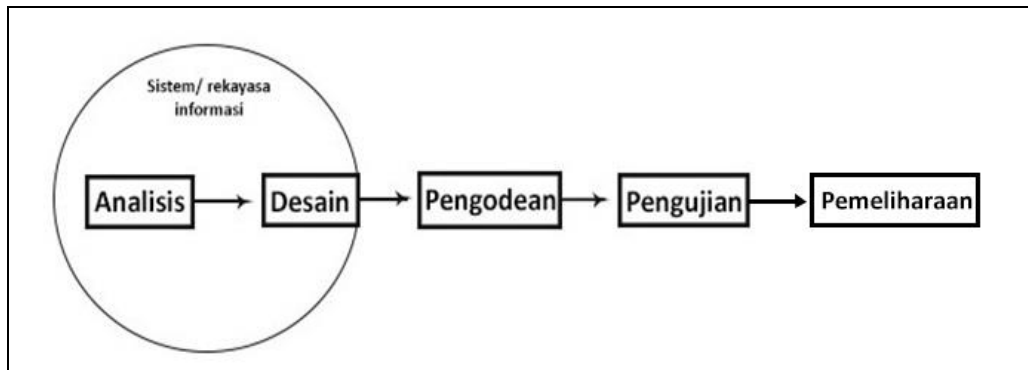 Sistem/ rekayasa
informasi
Analisis
Desain
Pengodean
Pengujian
Pemeliharaan